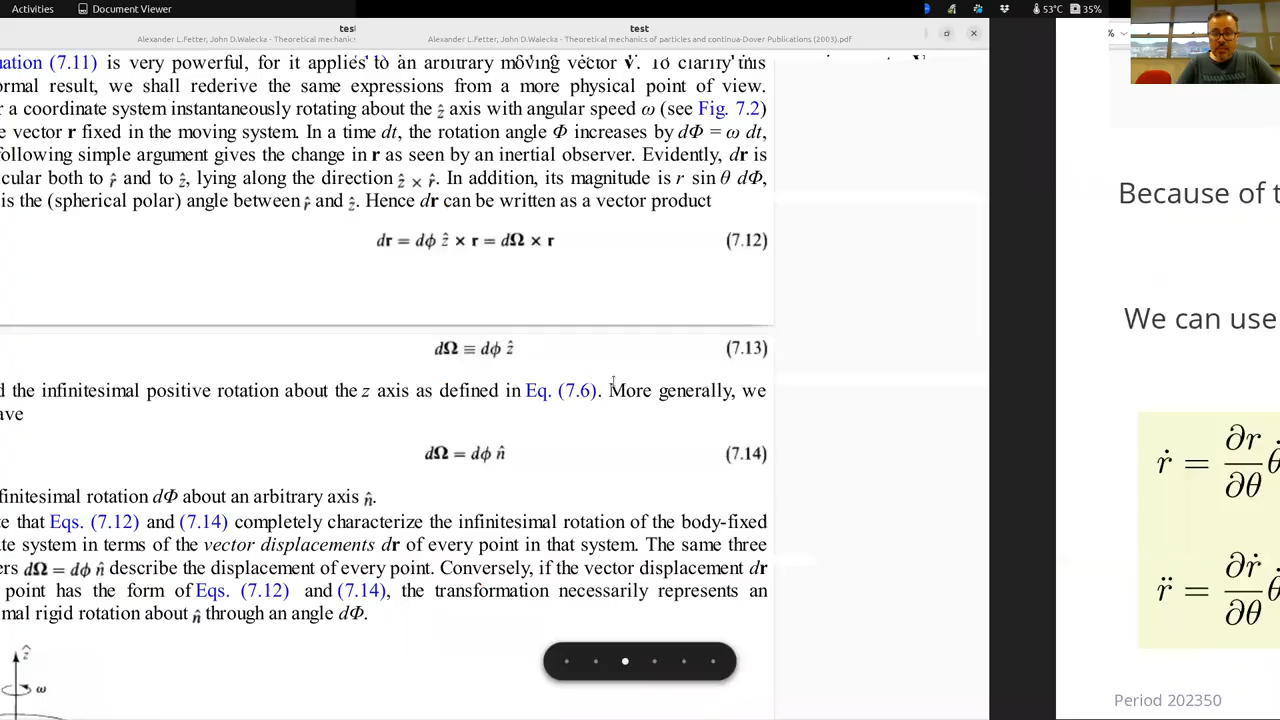 Activities Document Viewer 53°C 35%
test
Alexander L.Fetter, John D.Walecka - Theoretical mechanics
test
Alexander L.Fetter, John D.Walecka - Theoretical mechanics of particles and continua-Dover Publications (2003).pdf
uation (7.11) is very powerful, for it applies to an arbitrary moving vector v. To clarify this
ormal result, we shall rederive the same expressions from a more physical point of view.
r a coordinate system instantaneously rotating about the ẑ axis with angular speed ω (see Fig. 7.2)
e vector r fixed in the moving system. In a time dt, the rotation angle Φ increases by dΦ = ω dt,
following simple argument gives the change in r as seen by an inertial observer. Evidently, dr is
cular both to r̂ and to ẑ, lying along the direction ẑ × r̂. In addition, its magnitude is r sin θ dΦ,
is the (spherical polar) angle between r̂ and ẑ. Hence dr can be written as a vector product
dr = dϕ ẑ × r = dΩ × r (7.12)
dΩ ≡ dϕ ẑ (7.13)
d the infinitesimal positive rotation about the z axis as defined in Eq. (7.6). More generally, we
ave
dΩ = dϕ n̂ (7.14)
finitesimal rotation dΦ about an arbitrary axis n̂.
te that Eqs. (7.12) and (7.14) completely characterize the infinitesimal rotation of the body-fixed
ate system in terms of the vector displacements dr of every point in that system. The same three
ers dΩ = dϕ n̂ describe the displacement of every point. Conversely, if the vector displacement dr
point has the form of Eqs. (7.12) and (7.14), the transformation necessarily represents an
mal rigid rotation about n̂ through an angle dΦ.
ẑ
ω
%
Because of t
We can use
ṙ = ∂r/∂θ θ̇
r̈ = ∂ṙ/∂θ θ̇
Period 202350